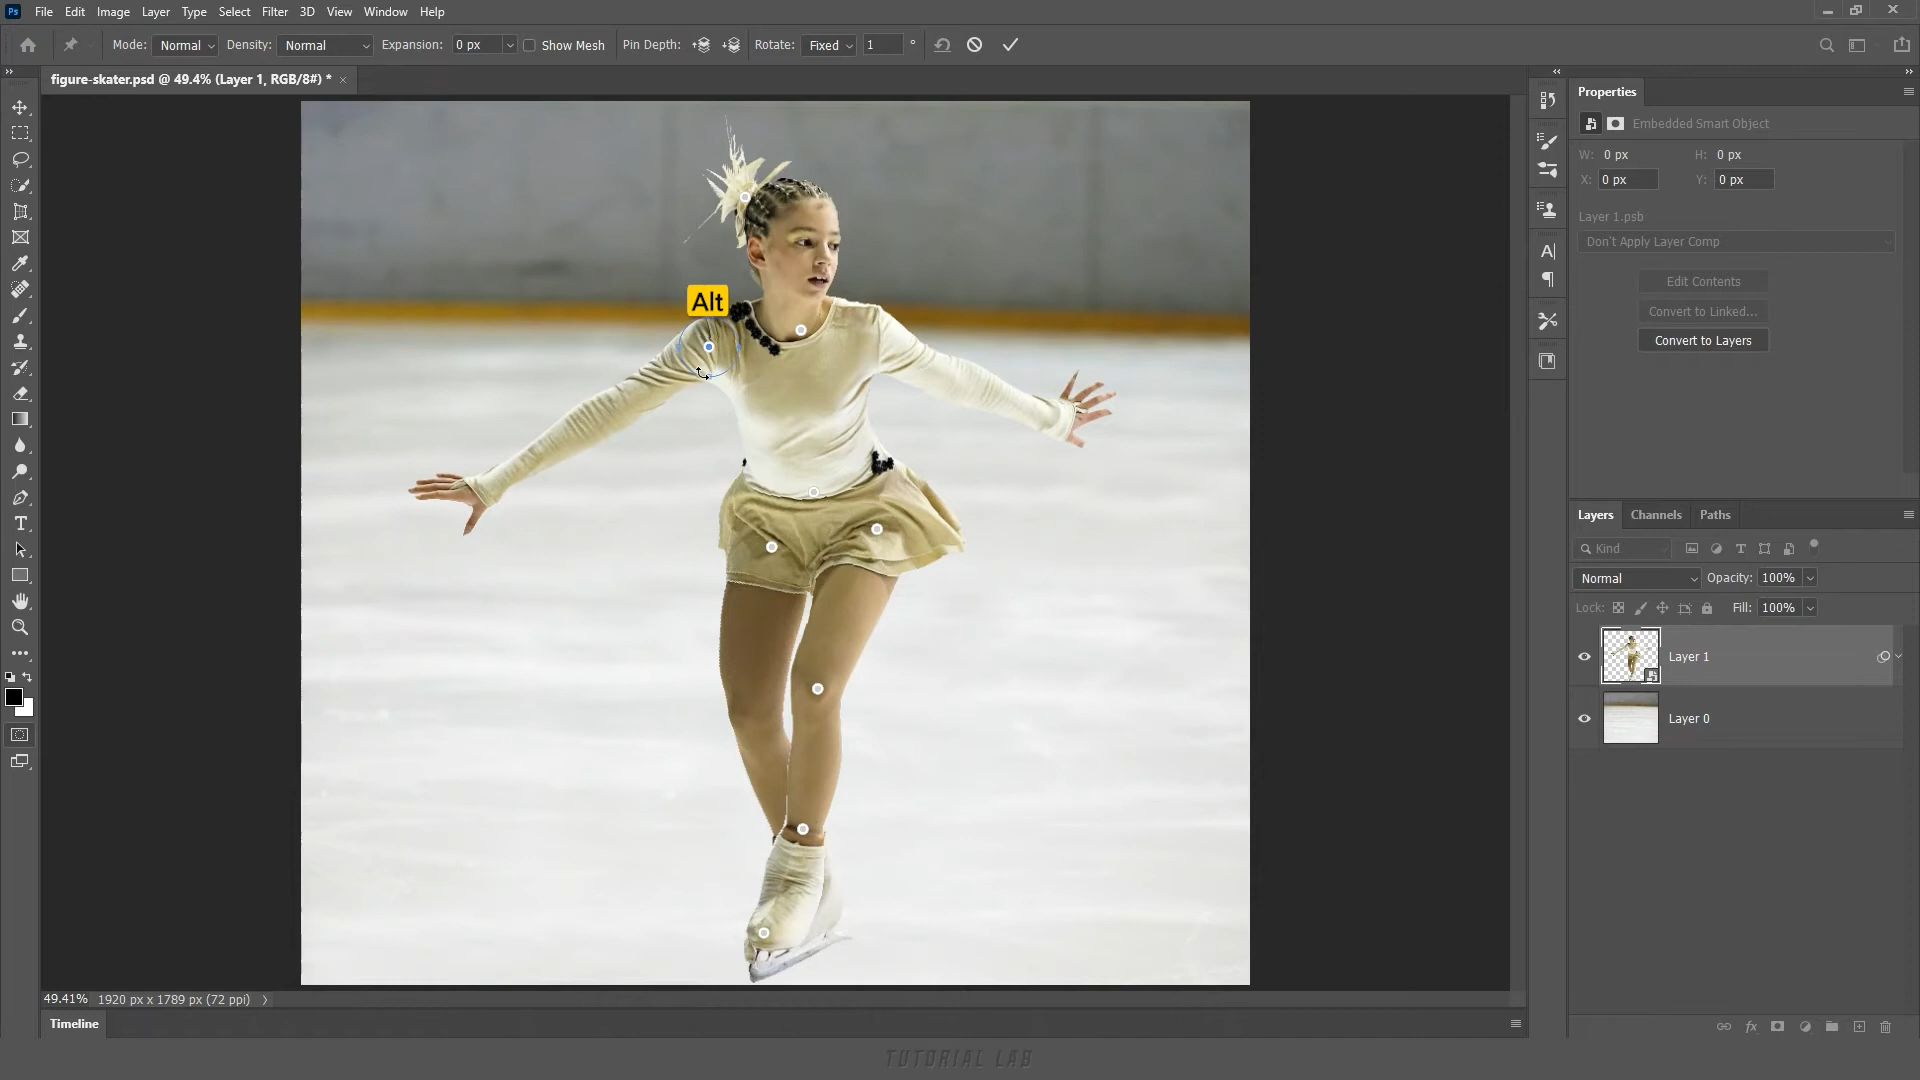 Ps File Edit Image Layer Type Select Filter 3D View Window Help
Mode: Normal Density: Normal Expansion: 0 px Show Mesh Pin Depth: Rotate: Fixed 1 °
figure-skater.psd @ 49.4% (Layer 1, RGB/8#) * ×
Properties
Embedded Smart Object
W: 0 px H: 0 px
X: 0 px Y: 0 px
Layer 1.psb
Don't Apply Layer Comp
Edit Contents
Alt
Convert to Linked...
Convert to Layers
Layers Channels Paths
Kind
Normal Opacity: 100%
Lock: Fill: 100%
Layer 1
Layer 0
49.41% 1920 px x 1789 px (72 ppi)
Timeline
TUTORIAL LAB